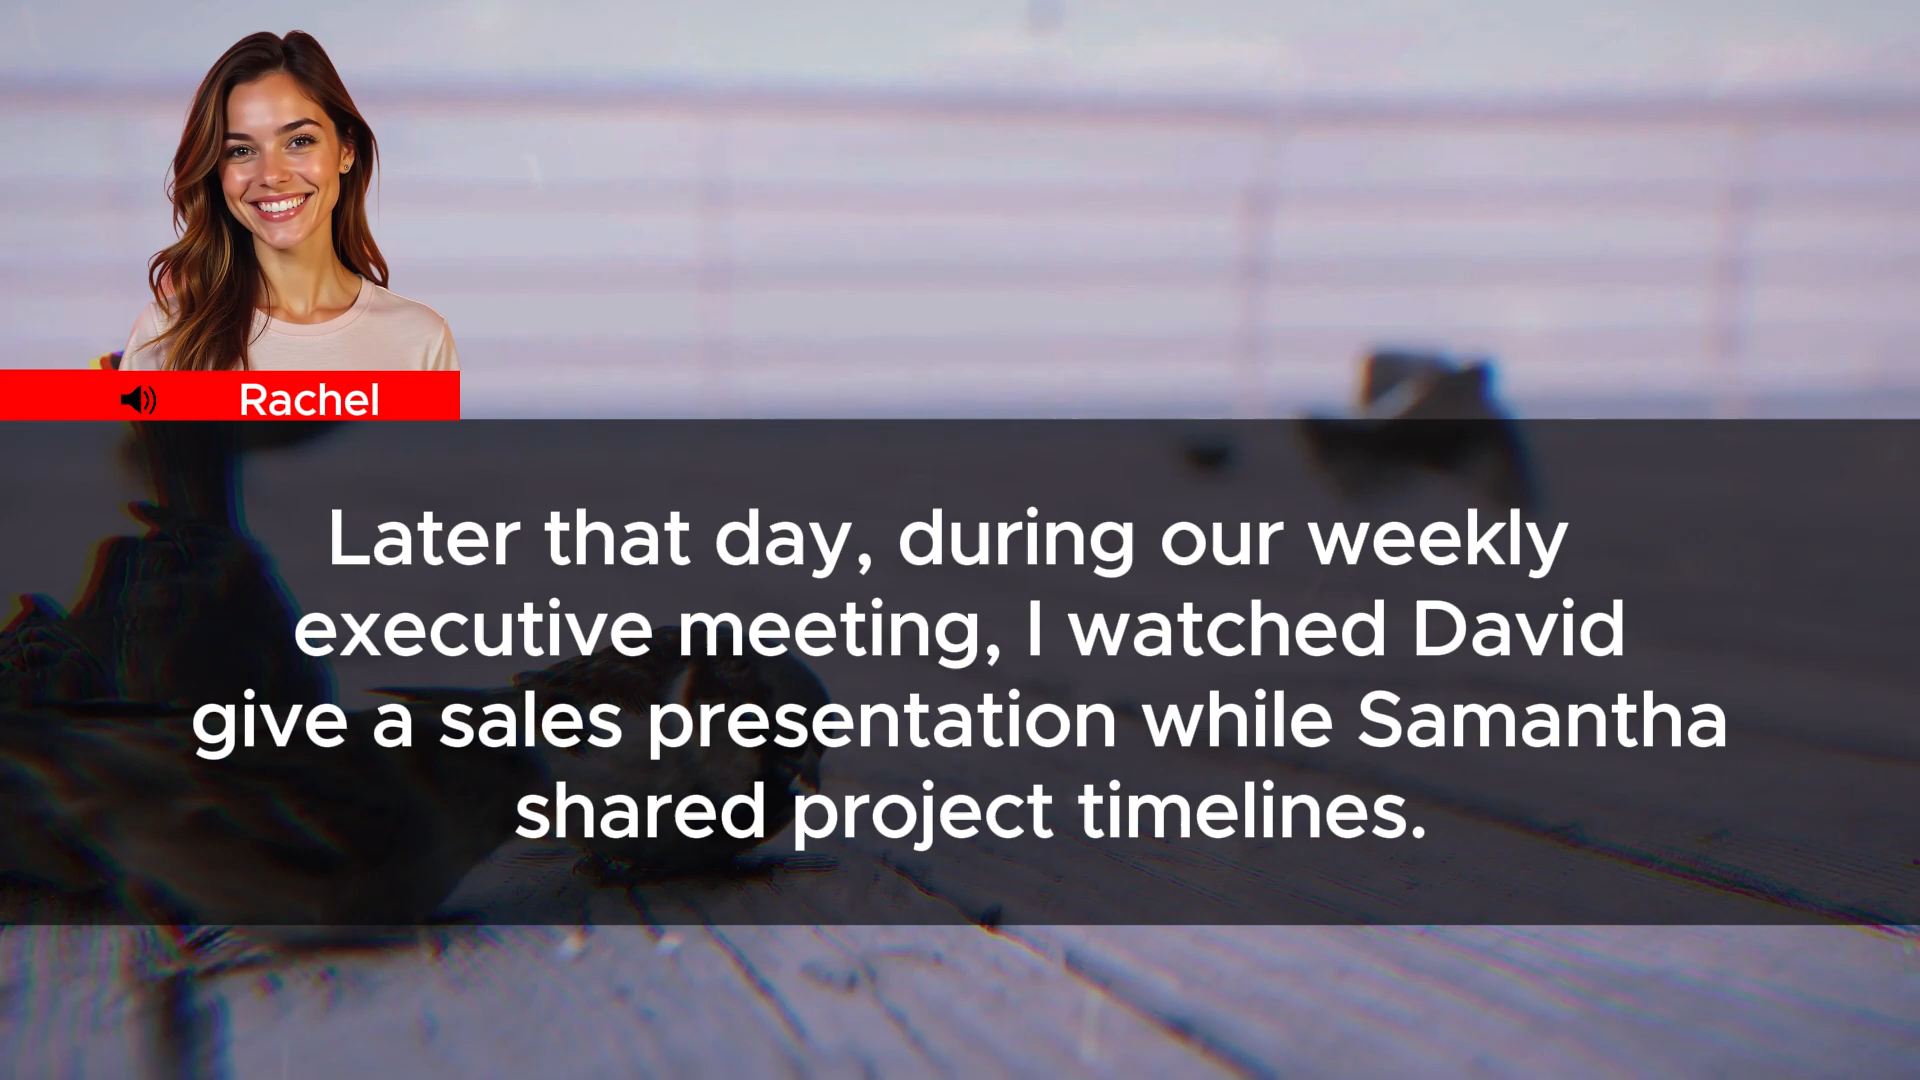 Rachel
Later that day, during our weekly
executive meeting, I watched David
give a sales presentation while Samantha
shared project timelines.